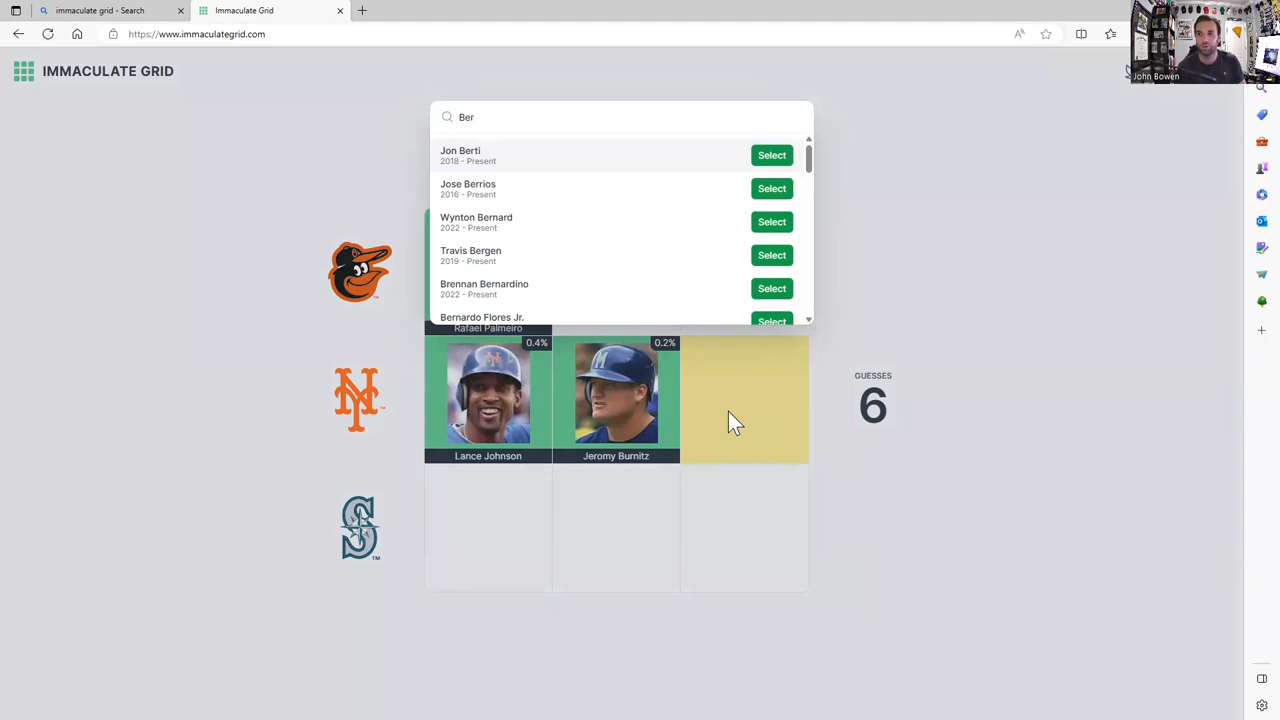 immaculate grid - Search
Immaculate Grid
https://www.immaculategrid.com
John Bowen
IMMACULATE GRID
Ber
Jon Berti
2018 - Present
Select
Jose Berrios
2016 - Present
Select
Wynton Bernard
2022 - Present
Select
Travis Bergen
2019 - Present
Select
Brennan Bernardino
2022 - Present
Select
Bernardo Flores Jr.
Select
Rafael Palmeiro
0.4%
0.2%
NY
M
Lance Johnson
Jeromy Burnitz
GUESSES
6
S
TM